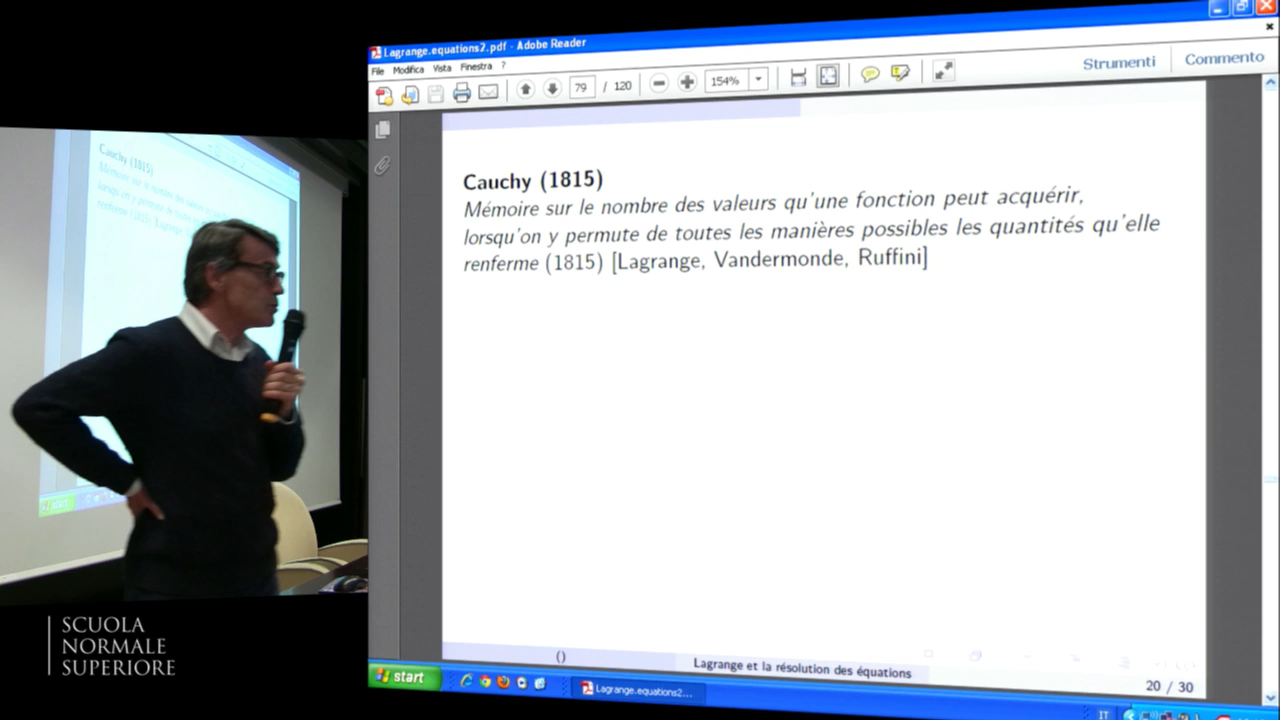 Lagrange.equations2.pdf - Adobe Reader
File Modifica Vista Finestra ?
79 / 120
154%
Strumenti Commento
Cauchy (1815)
Mémoire sur le nombre des valeurs qu'une fonction peut acquérir,
lorsqu'on y permute de toutes les manières possibles les quantités qu'elle
renferme (1815) [Lagrange, Vandermonde, Ruffini]
()
Lagrange et la résolution des équations
20 / 30
start
Lagrange.equations2...
IT
Cauchy (1815)
SCUOLA
NORMALE
SUPERIORE